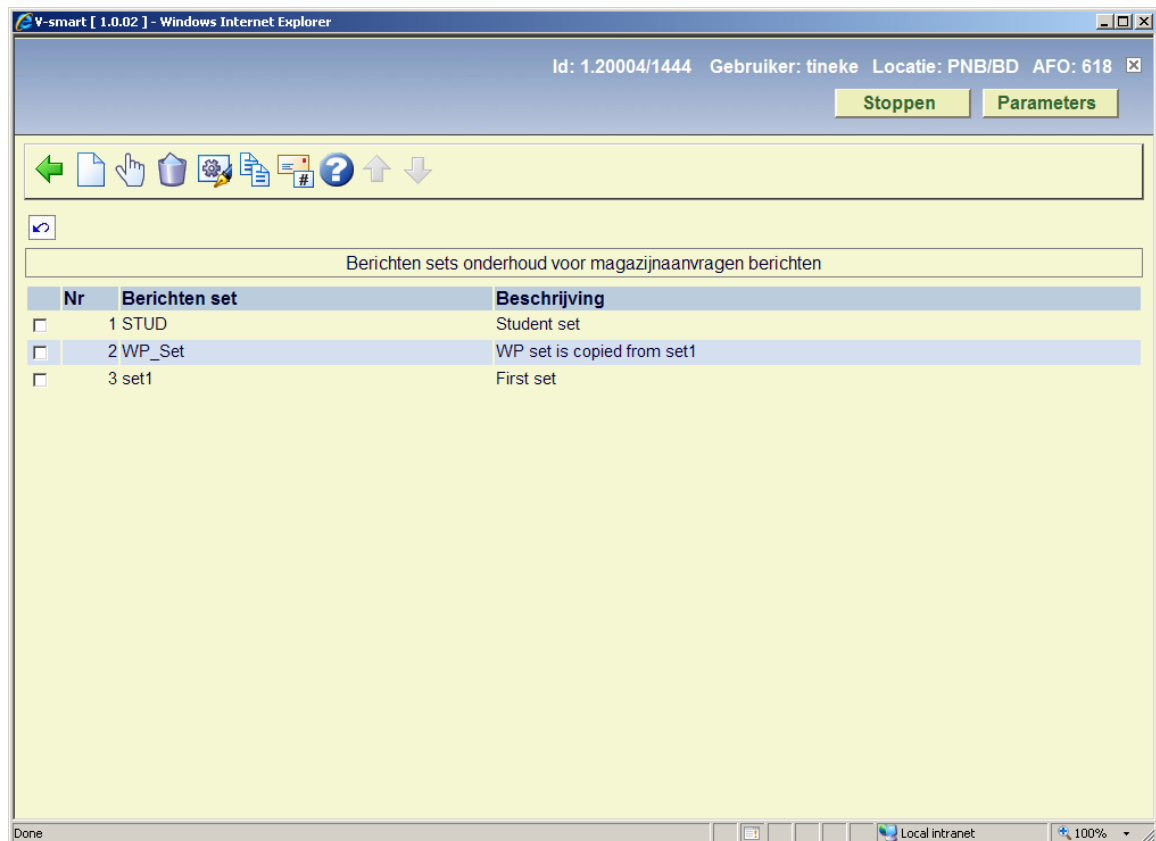 V-smart [ 1.0.02 ] - Windows Internet Explorer
Id: 1.20004/1444 Gebruiker: tineke Locatie: PNB/BD AFO: 618
Stoppen Parameters
#
?
Berichten sets onderhoud voor magazijnaanvragen berichten
Nr Berichten set Beschrijving
1 STUD Student set
2 WP_Set WP set is copied from set1
3 set1 First set
Done Local intranet 100%